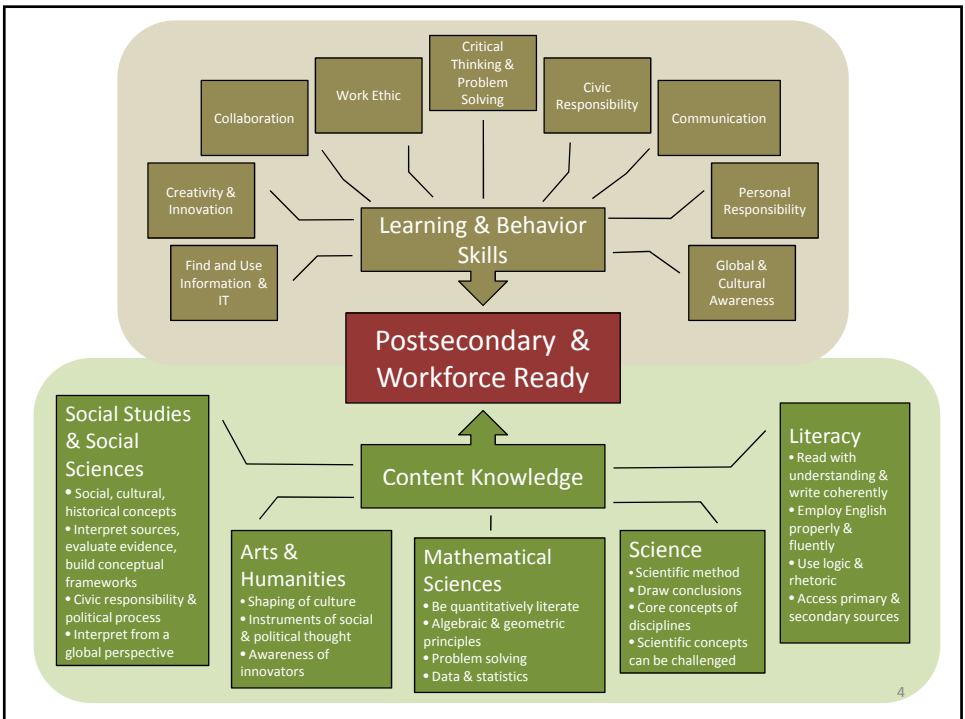 Critical
Thinking &
Problem
Solving
Work Ethic
Civic
Responsibility
Collaboration
Communication
Creativity &
Innovation
Personal
Responsibility
Learning & Behavior
Skills
Find and Use
Information & 
IT
Global &
Cultural
Awareness
Postsecondary &
Workforce Ready
Social Studies
& Social
Sciences
• Social, cultural,
historical concepts
• Interpret sources,
evaluate evidence,
build conceptual
frameworks
• Civic responsibility &
political process
• Interpret from a
global perspective
Content Knowledge
Literacy
• Read with
understanding &
write coherently
• Employ English
properly &
fluently
• Use logic &
rhetoric
• Access primary &
secondary sources
Arts &
Humanities
• Shaping of culture
• Instruments of social
& political thought
• Awareness of
innovators
Mathematical
Sciences
• Be quantitatively literate
• Algebraic & geometric
principles
• Problem solving
• Data & statistics
Science
• Scientific method
• Draw conclusions
• Core concepts of
disciplines
• Scientific concepts
can be challenged
4